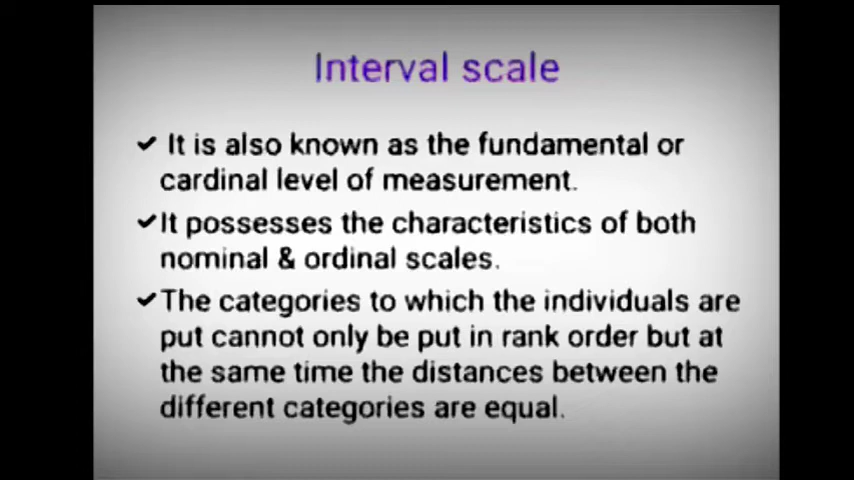 Interval scale
✔ It is also known as the fundamental or
cardinal level of measurement.
✔It possesses the characteristics of both
nominal & ordinal scales.
✔The categories to which the individuals are
put cannot only be put in rank order but at
the same time the distances between the
different categories are equal.